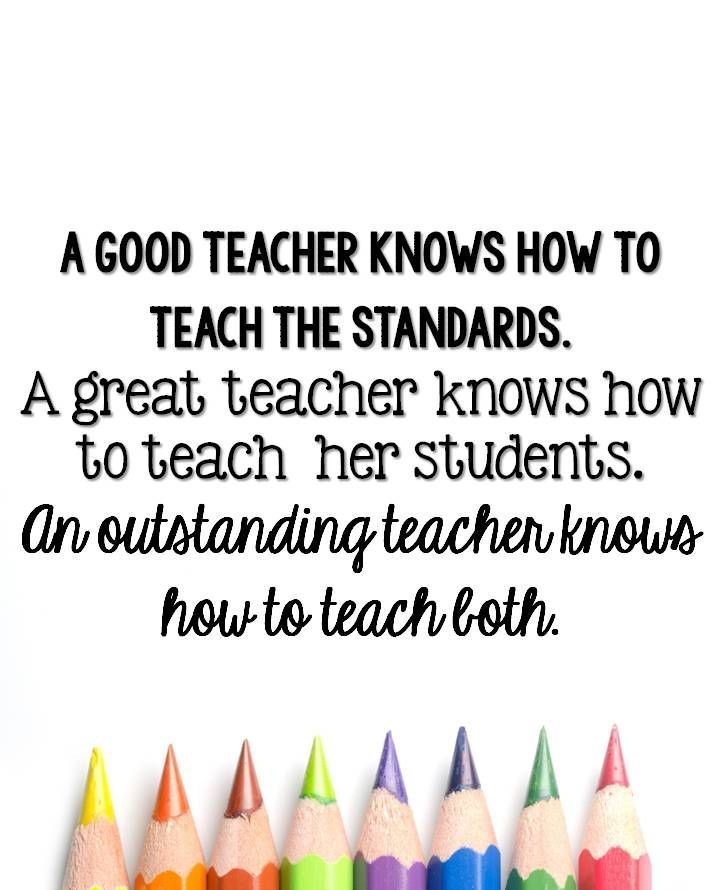 A GOOD TEACHER KNOWS HOW TO
TEACH THE STANDARDS.
A great teacher knows how
to teach her students.
An outstanding teacher knows
how to teach both.